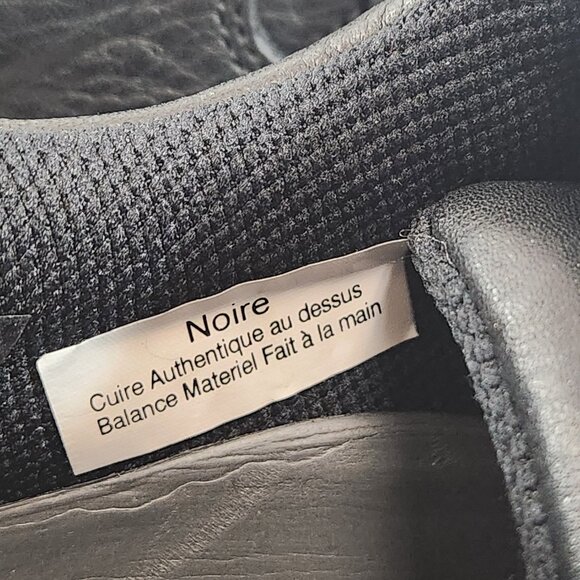 Noire
Cuire Authentique au dessus
Balance Materiel Fait à la main